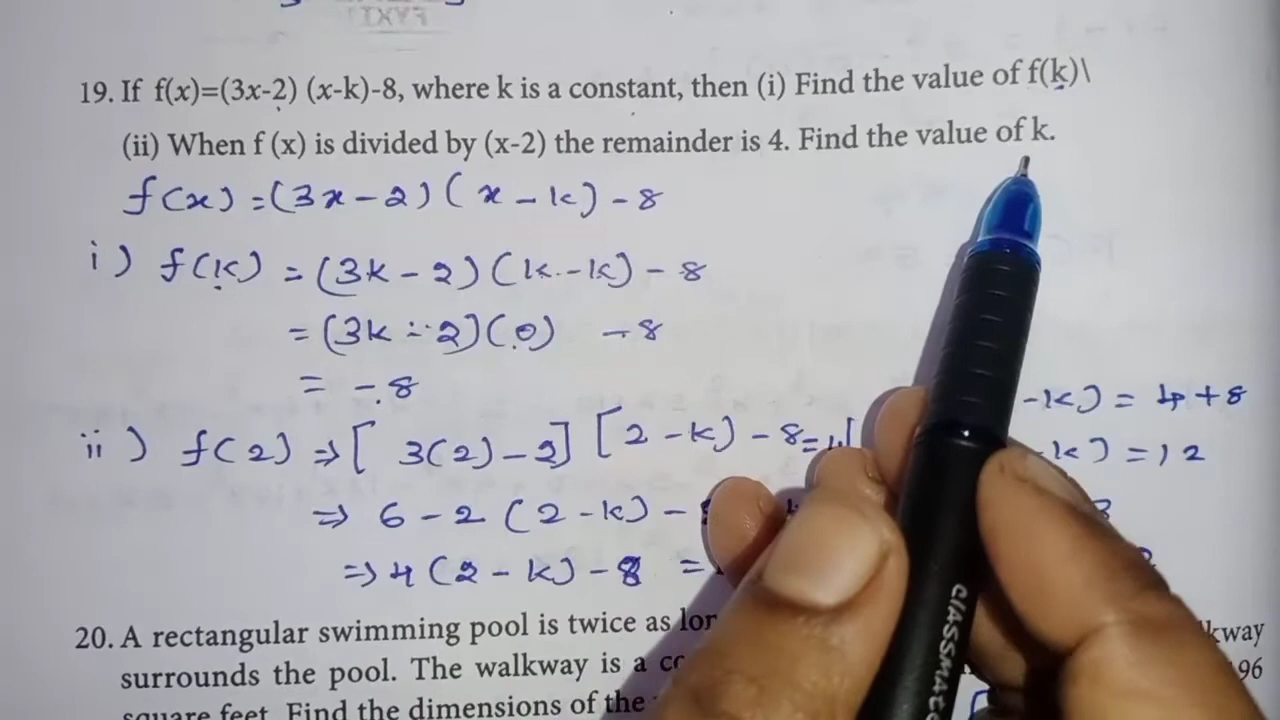 19. If f(x)=(3x-2) (x-k)-8, where k is a constant, then (i) Find the value of f(k)\
(ii) When f (x) is divided by (x-2) the remainder is 4. Find the value of k.
f(x) = (3x - 2) ( x - k) - 8
i) f(k) = (3k - 2) (k - k) - 8
= (3k - 2) (0) - 8
= - 8
ii) f(2) ⇒ [ 3(2) - 2] [2 - k) - 8 =
⇒ 6 - 2 (2 - k) -
⇒ 4 (2 - k) - 8 =
-k) = 4 + 8
-k) = 12
20. A rectangular swimming pool is twice as
surrounds the pool. The walkway is a
square feet. Find the dimensions of the
96
CLASSMATE